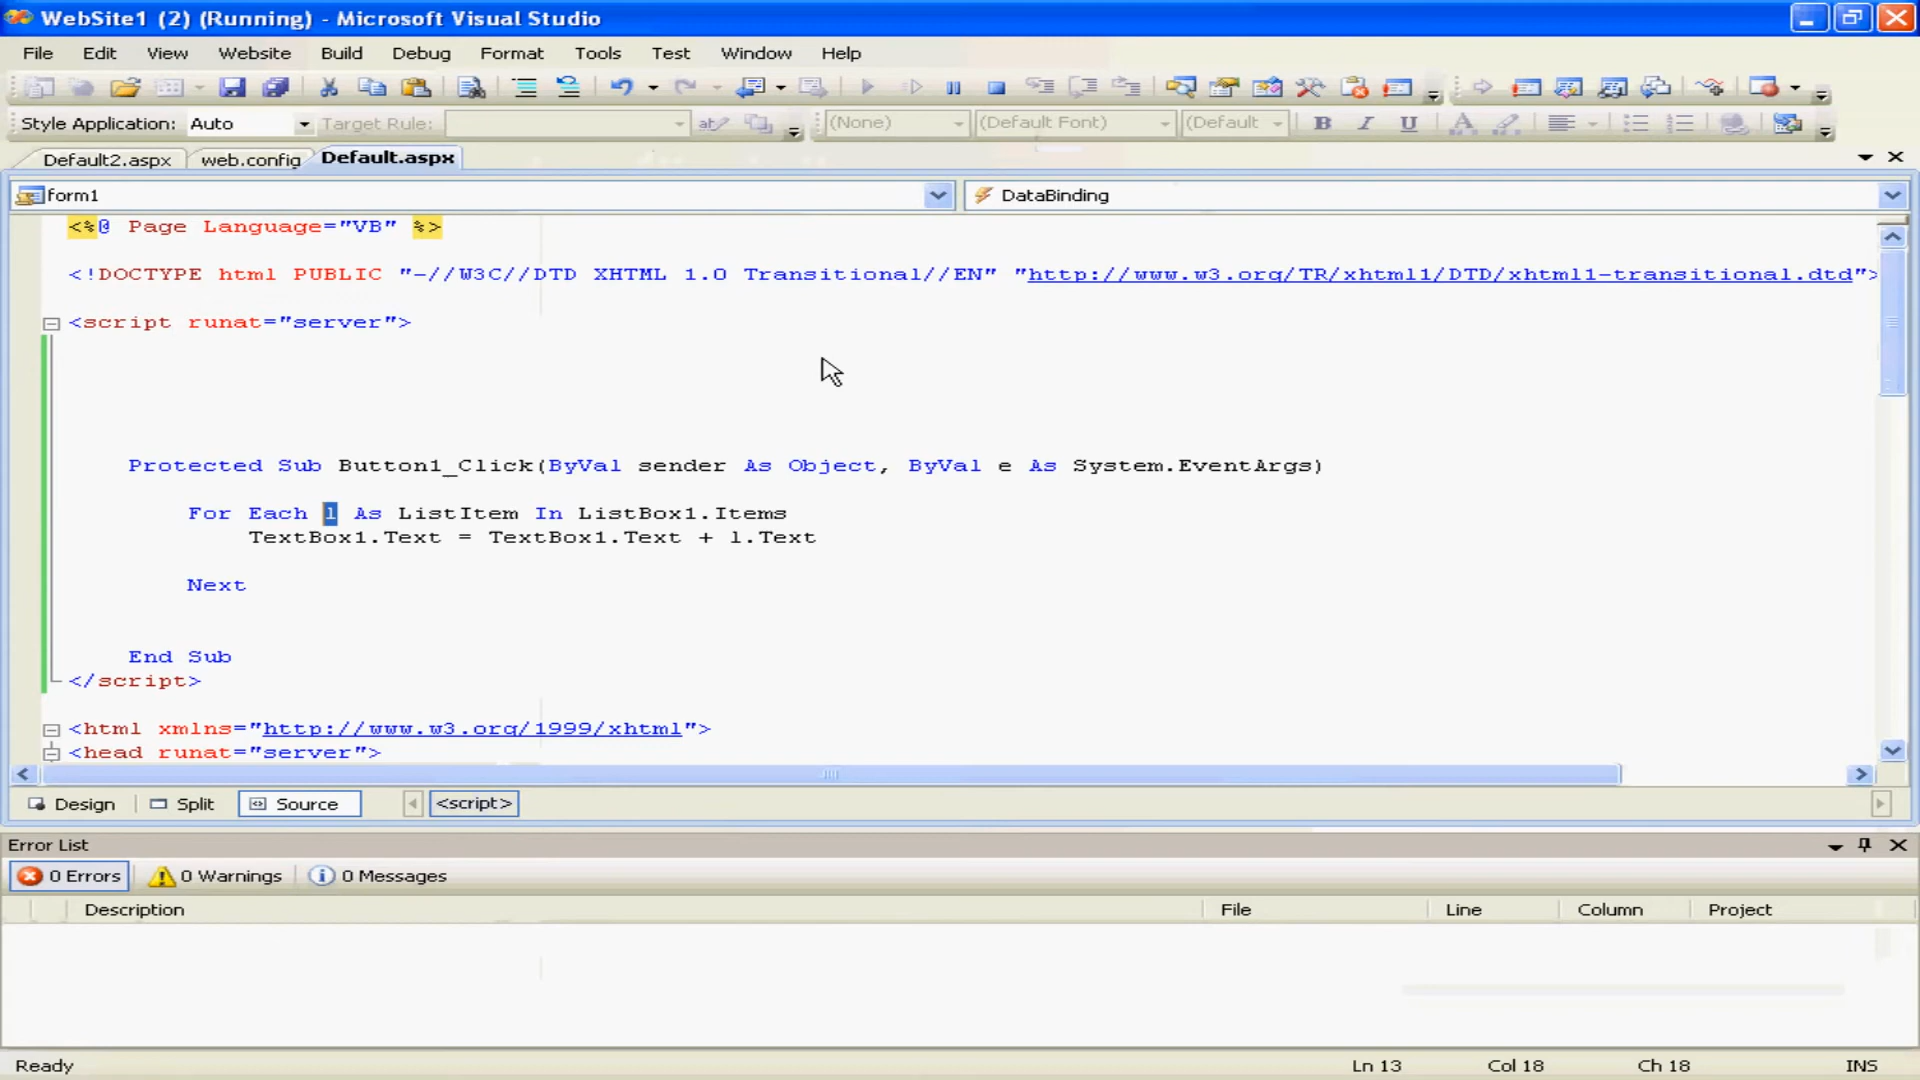 WebSite1 (2) (Running) - Microsoft Visual Studio
File Edit View Website Build Debug Format Tools Test Window Help
Style Application: Auto Target Rule: (None) (Default Font) (Default B I U
Default2.aspx web.config Default.aspx
form1 DataBinding
<%@ Page Language="VB" %>
<!DOCTYPE html PUBLIC "-//W3C//DTD XHTML 1.0 Transitional//EN" "http://www.w3.org/TR/xhtml1/DTD/xhtml1-transitional.dtd">
<script runat="server">
Protected Sub Button1_Click(ByVal sender As Object, ByVal e As System.EventArgs)
For Each l As ListItem In ListBox1.Items
TextBox1.Text = TextBox1.Text + l.Text
Next
End Sub
</script>
<html xmlns="http://www.w3.org/1999/xhtml">
<head runat="server">
Design Split Source <script>
Error List
0 Errors 0 Warnings 0 Messages
Description File Line Column Project
Ready Ln 13 Col 18 Ch 18 INS